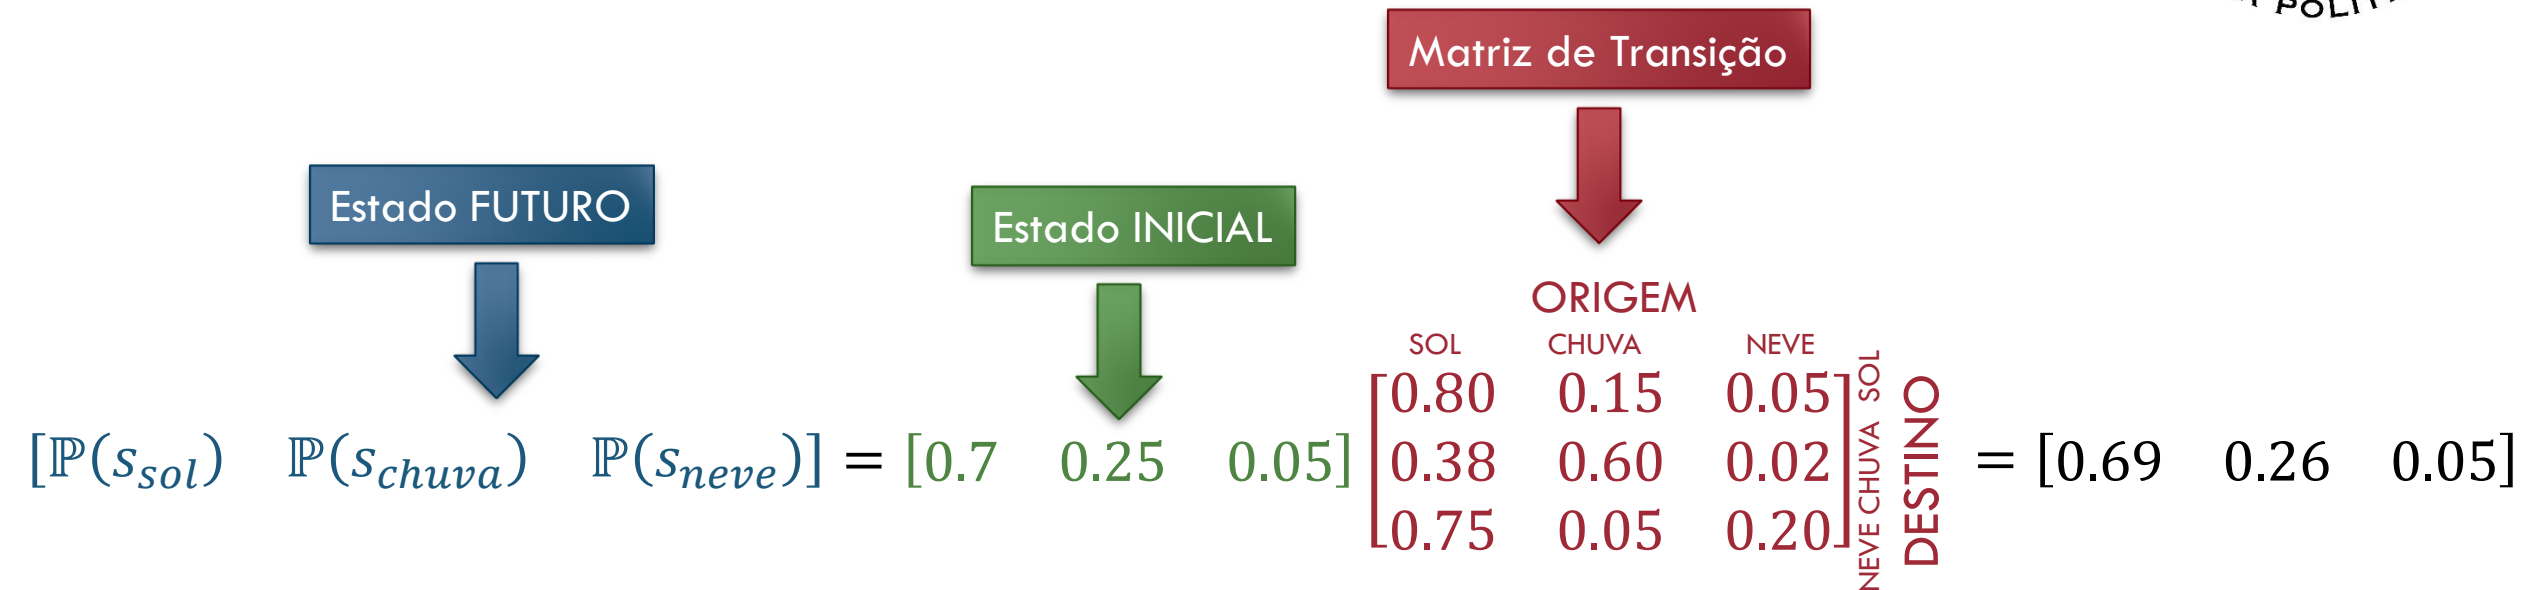 POLIT
Matriz de Transição
Estado FUTURO
Estado INICIAL
ORIGEM
SOL CHUVA NEVE
[ℙ(s_sol) ℙ(s_chuva) ℙ(s_neve)] = [0.7 0.25 0.05] [0.80 0.15 0.05
0.38 0.60 0.02
0.75 0.05 0.20] = [0.69 0.26 0.05]
NEVE CHUVA SOL
DESTINO